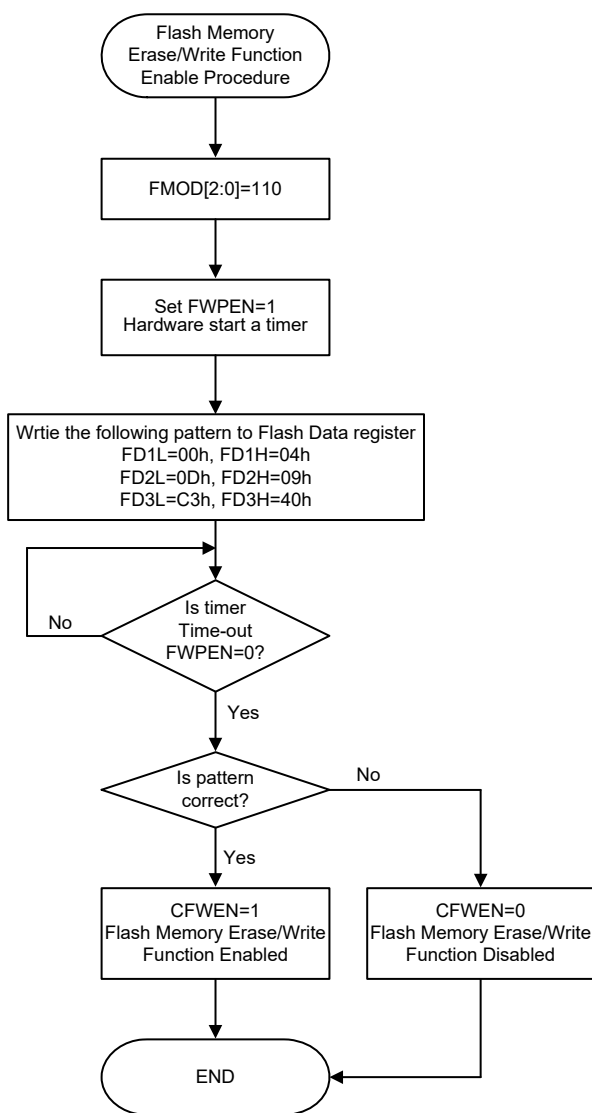 Flash Memory
Erase/Write Function
Enable Procedure
FMOD[2:0]=110
Set FWPEN=1
Hardware start a timer
Wrtie the following pattern to Flash Data register
FD1L=00h, FD1H=04h
FD2L=0Dh, FD2H=09h
FD3L=C3h, FD3H=40h
Is timer
Time-out
FWPEN=0?
No
Yes
Is pattern
correct?
No
Yes
CFWEN=1
Flash Memory Erase/Write
Function Enabled
CFWEN=0
Flash Memory Erase/Write
Function Disabled
END